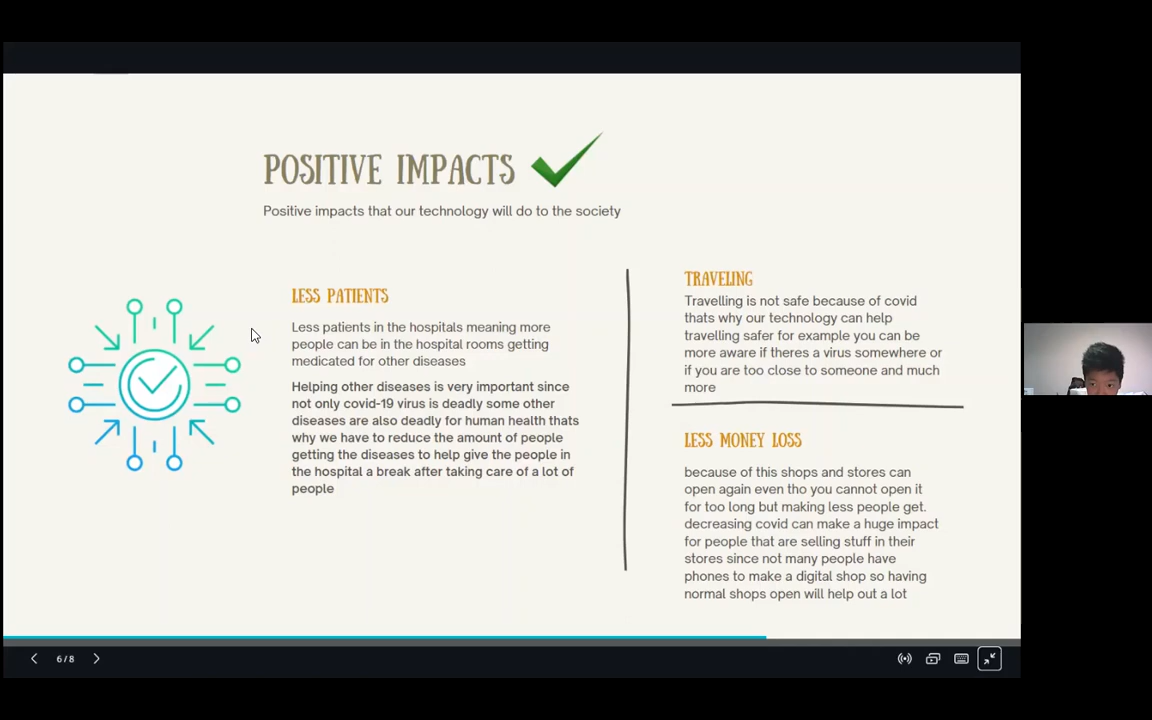 POSITIVE IMPACTS
Positive impacts that our technology will do to the society
LESS PATIENTS
Less patients in the hospitals meaning more
people can be in the hospital rooms getting
medicated for other diseases
Helping other diseases is very important since
not only covid-19 virus is deadly some other
diseases are also deadly for human health thats
why we have to reduce the amount of people
getting the diseases to help give the people in
the hospital a break after taking care of a lot of
people
TRAVELING
Travelling is not safe because of covid
thats why our technology can help
travelling safer for example you can be
more aware if theres a virus somewhere or
if you are too close to someone and much
more
LESS MONEY LOSS
because of this shops and stores can
open again even tho you cannot open it
for too long but making less people get.
decreasing covid can make a huge impact
for people that are selling stuff in their
stores since not many people have
phones to make a digital shop so having
normal shops open will help out a lot
6/8